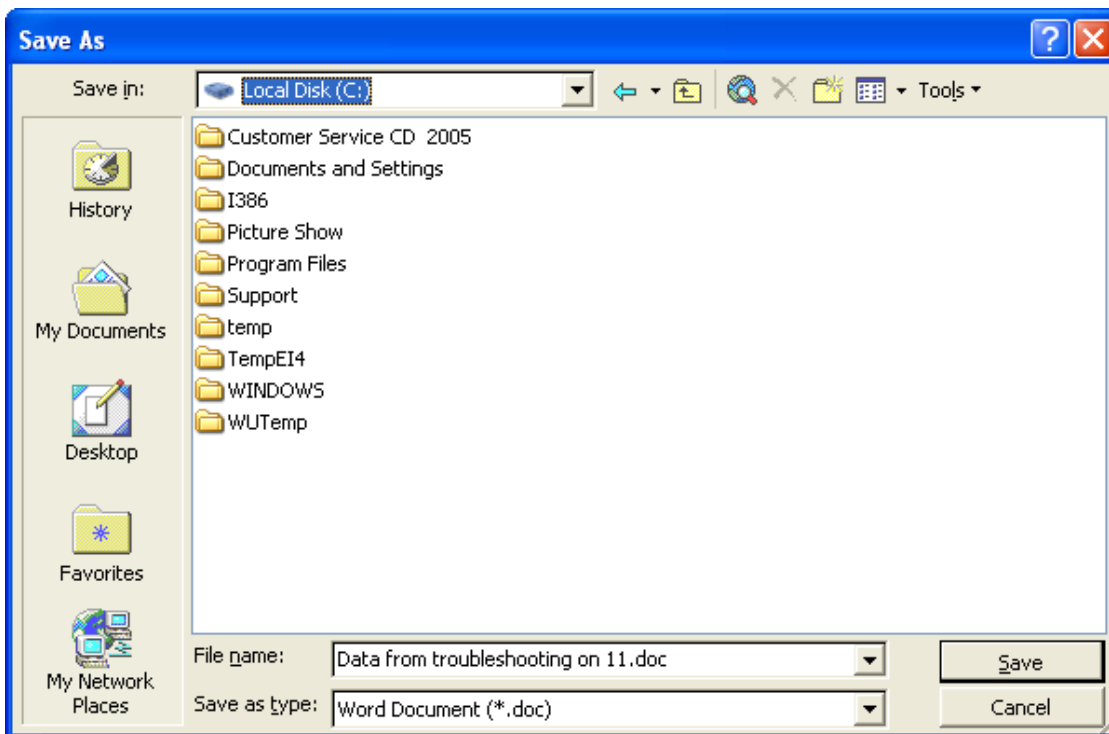 Save As
Save in:
Local Disk (C:)
Tools
Customer Service CD  2005
Documents and Settings
I386
Picture Show
Program Files
Support
temp
TempEI4
WINDOWS
WUTemp
History
My Documents
Desktop
Favorites
My Network
Places
File name:
Data from troubleshooting on 11.doc
Save
Save as type:
Word Document (*.doc)
Cancel